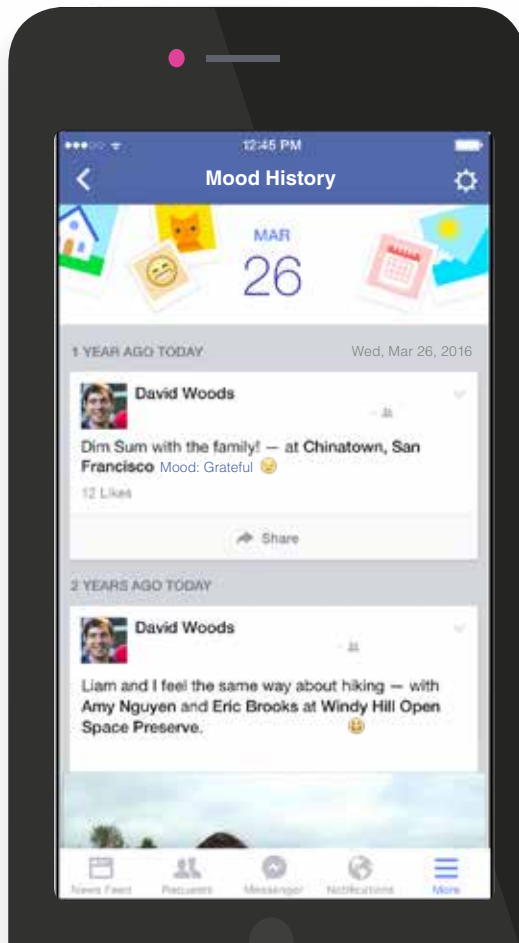 12:45 PM
Mood History
MAR
26
1 YEAR AGO TODAY
Wed, Mar 26, 2016
David Woods
Dim Sum with the family! — at Chinatown, San
Francisco Mood: Grateful
12 Likes
Share
2 YEARS AGO TODAY
David Woods
Liam and I feel the same way about hiking — with
Amy Nguyen and Eric Brooks at Windy Hill Open
Space Preserve.
News Feed
Requests
Messenger
Notifications
More